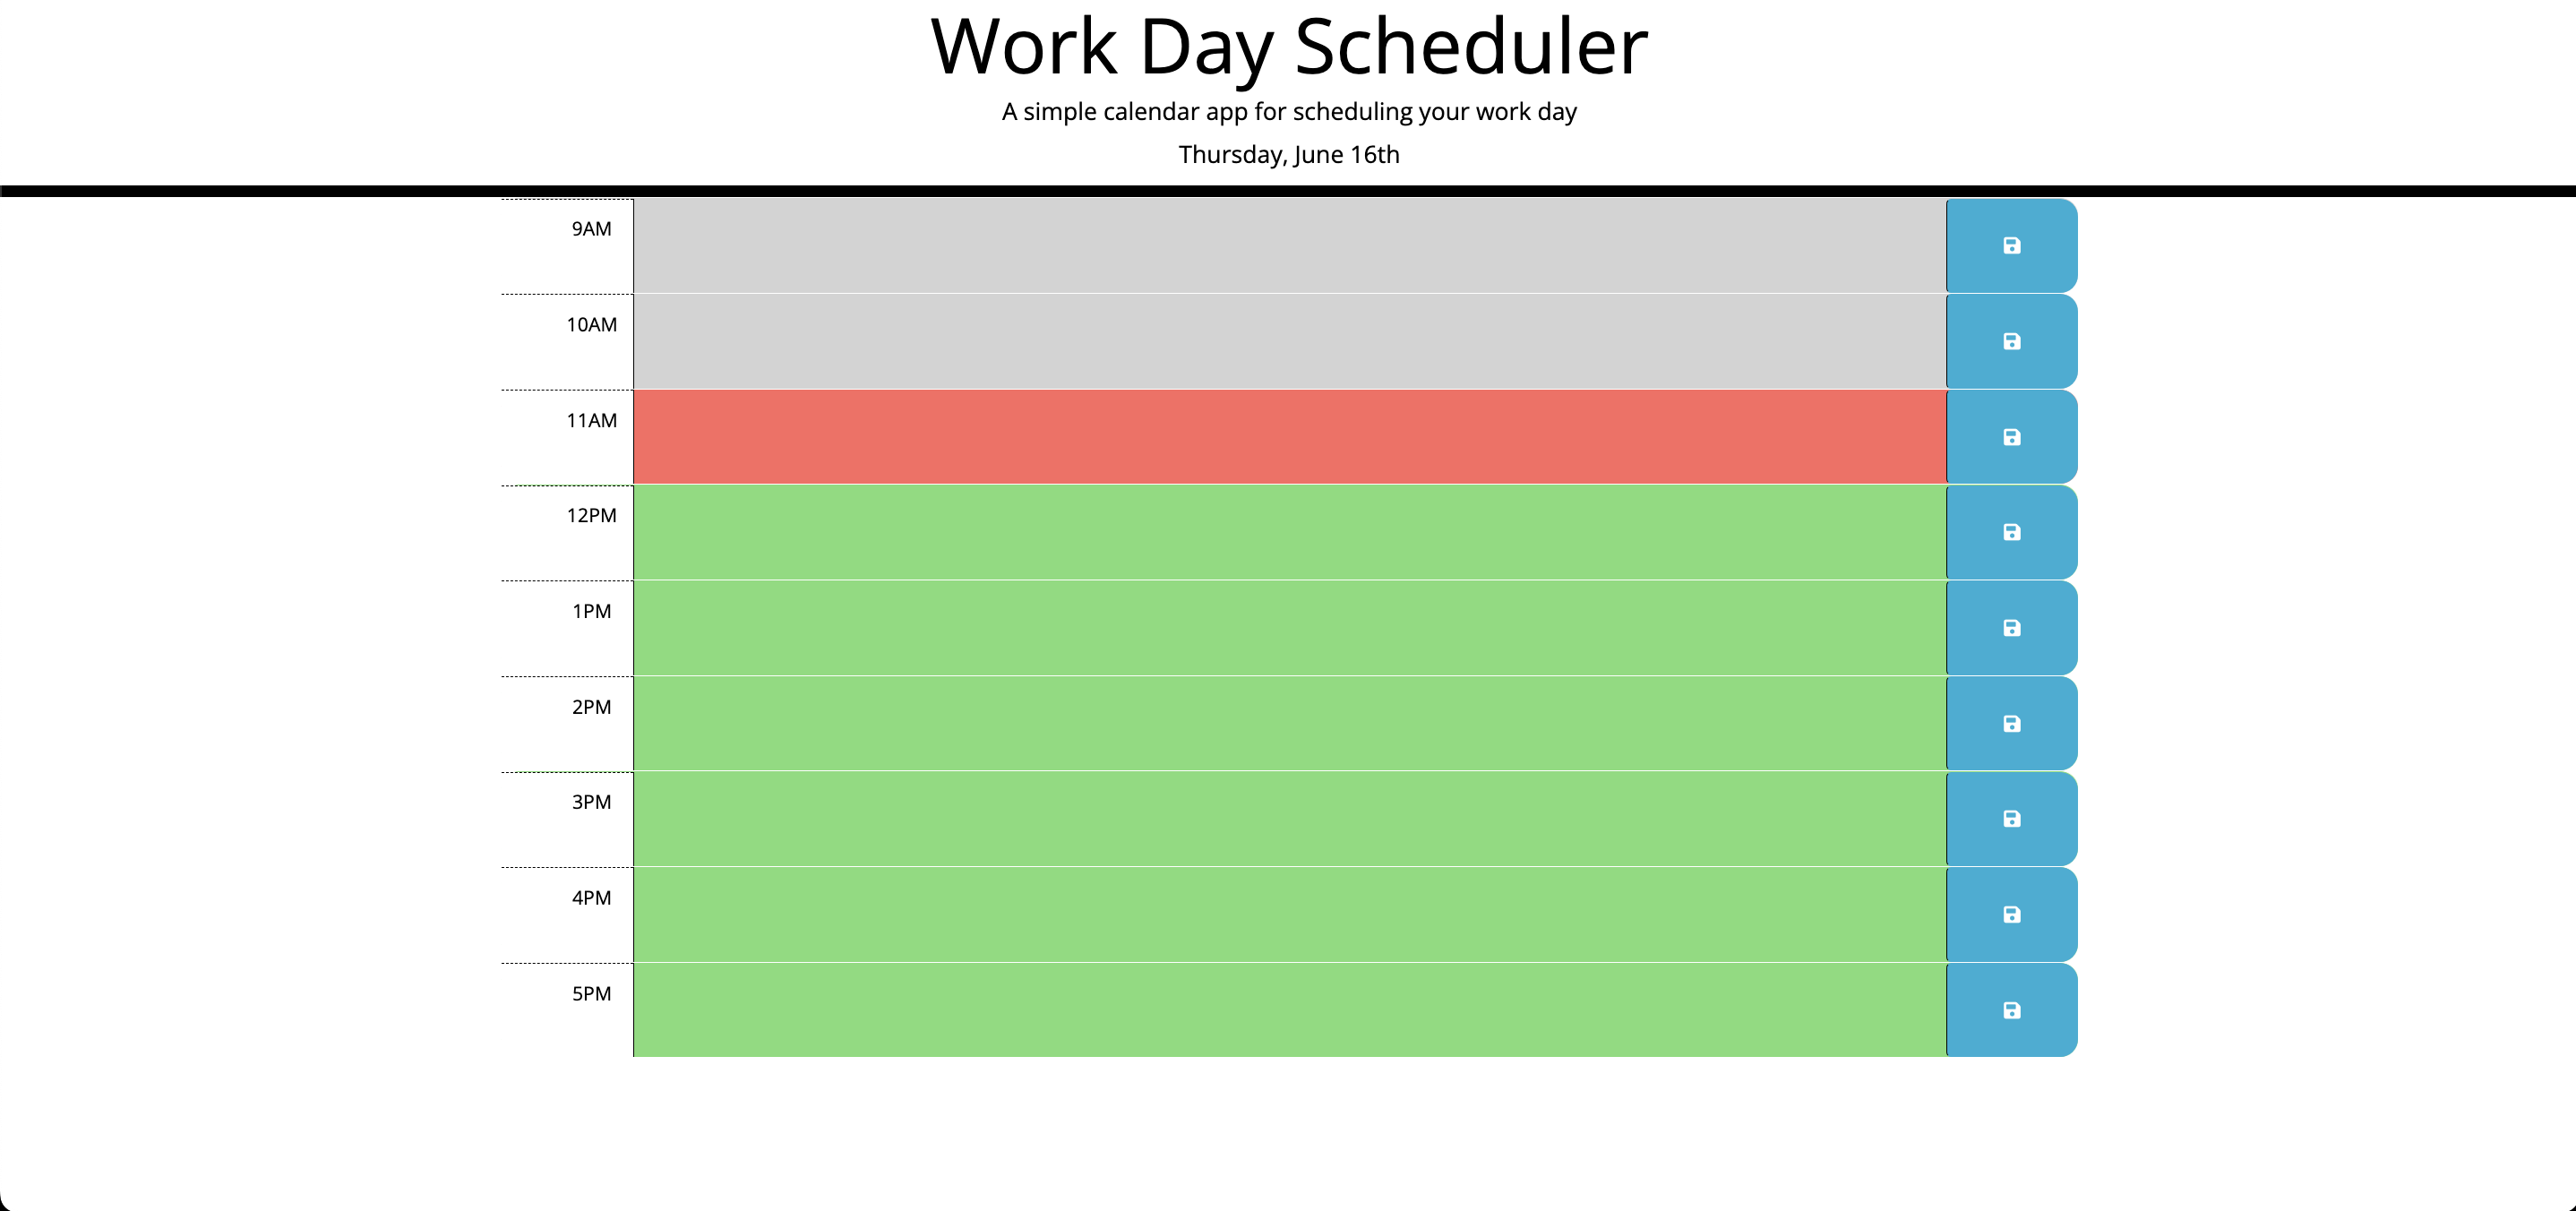 Work Day Scheduler
A simple calendar app for scheduling your work day
Thursday, June 16th
9AM
10AM
11AM
12PM
1PM
2PM
3PM
4PM
5PM